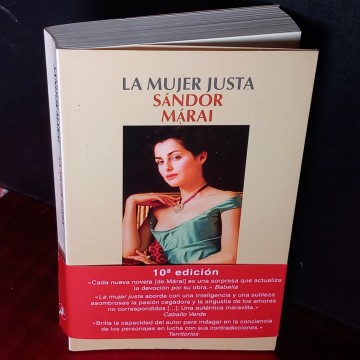 LA MUJER JUSTA
SÁNDOR
MÁRAI
10ª edición
«Cada nueva novela [de Márai] es una sorpresa que actualiza
la devoción por su obra.» Babelia
«La mujer justa aborda con una inteligencia y una sutileza
asombrosas la pasión cegadora y la angustia de los amores
no correspondidos [...]. Una auténtica maravilla.»
Caballo Verde
«Brilla la capacidad del autor para indagar en la conciencia
de los personajes en lucha con sus contradicciones.»
Territorios